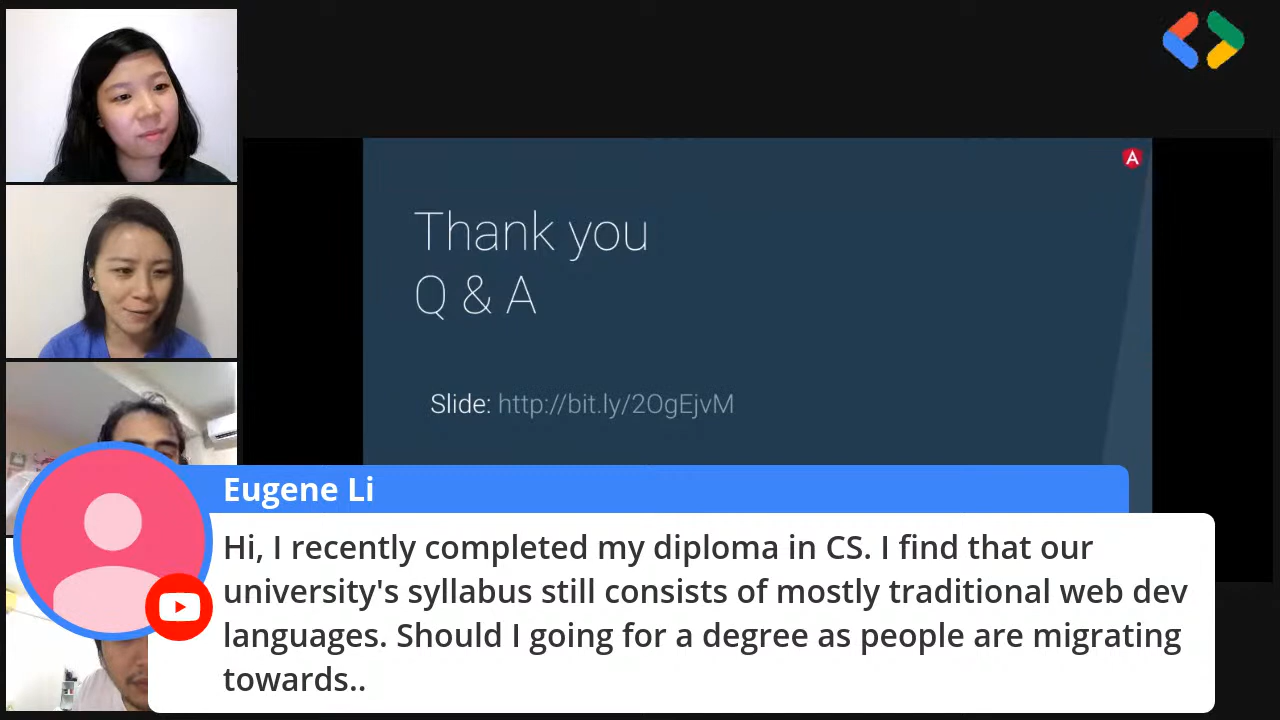 A
Thank you
Q & A
Slide: http://bit.ly/2OgEjvM
Eugene Li
Hi, I recently completed my diploma in CS. I find that our
university's syllabus still consists of mostly traditional web dev
languages. Should I going for a degree as people are migrating
towards..